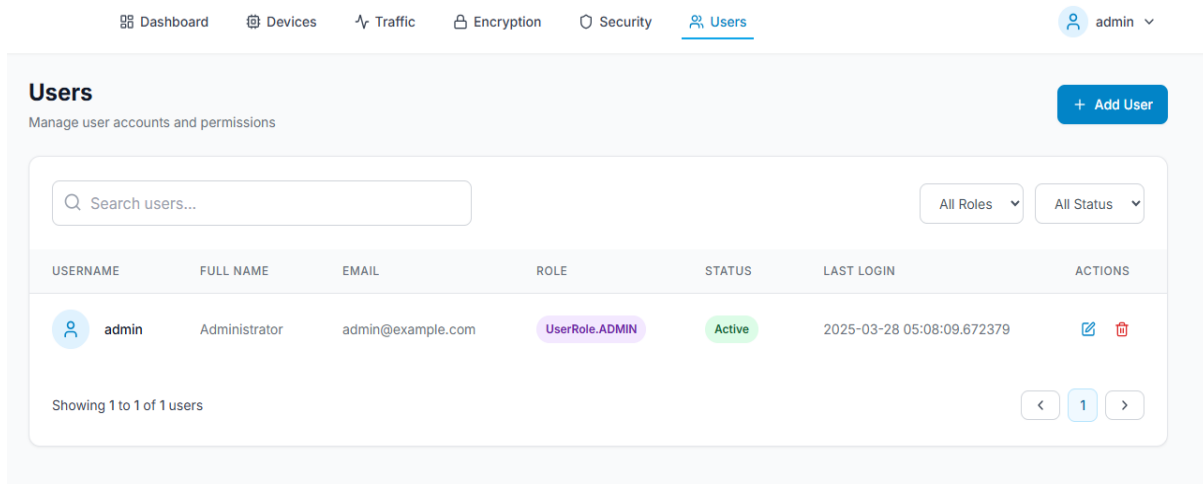 Dashboard Devices Traffic Encryption Security Users admin
Users
+ Add User
Manage user accounts and permissions
Search users... All Roles All Status
USERNAME FULL NAME EMAIL ROLE STATUS LAST LOGIN ACTIONS
admin Administrator admin@example.com UserRole.ADMIN Active 2025-03-28 05:08:09.672379
Showing 1 to 1 of 1 users 1